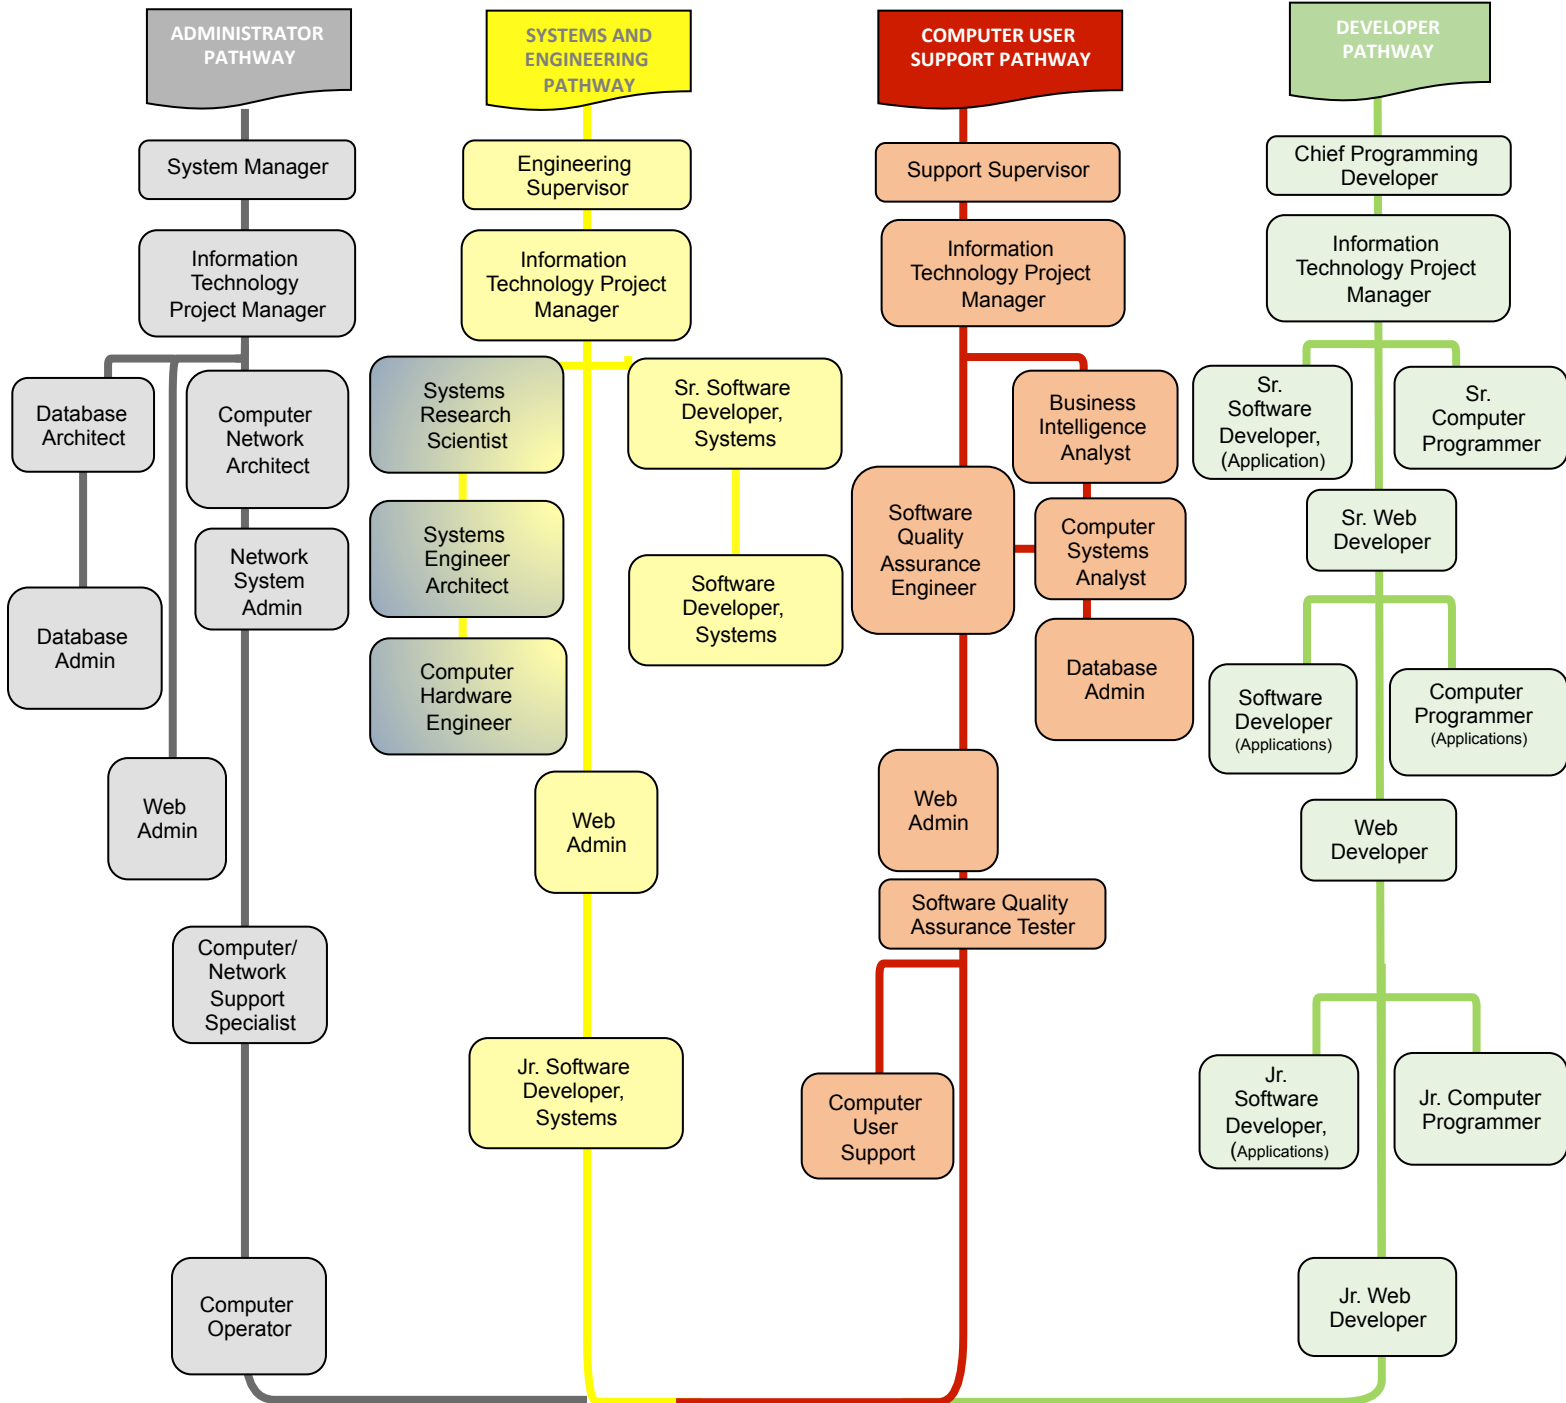 ADMINISTRATOR
PATHWAY
System Manager
Information
Technology
Project Manager
Database
Architect
Computer
Network
Architect
Network
System
Admin
Database
Admin
Web
Admin
Computer/
Network
Support
Specialist
Computer
Operator
SYSTEMS AND
ENGINEERING
PATHWAY
Engineering
Supervisor
Information
Technology Project
Manager
Systems
Research
Scientist
Sr. Software
Developer,
Systems
Systems
Engineer
Architect
Software
Developer,
Systems
Computer
Hardware
Engineer
Web
Admin
Jr. Software
Developer,
Systems
COMPUTER USER
SUPPORT PATHWAY
Support Supervisor
Information
Technology Project
Manager
Business
Intelligence
Analyst
Software
Quality
Assurance
Engineer
Computer
Systems
Analyst
Database
Admin
Web
Admin
Software Quality
Assurance Tester
Computer
User
Support
DEVELOPER
PATHWAY
Chief Programming
Developer
Information
Technology Project
Manager
Sr.
Software
Developer,
(Application)
Sr.
Computer
Programmer
Sr. Web
Developer
Software
Developer
(Applications)
Computer
Programmer
(Applications)
Web
Developer
Jr.
Software
Developer,
(Applications)
Jr. Computer
Programmer
Jr. Web
Developer